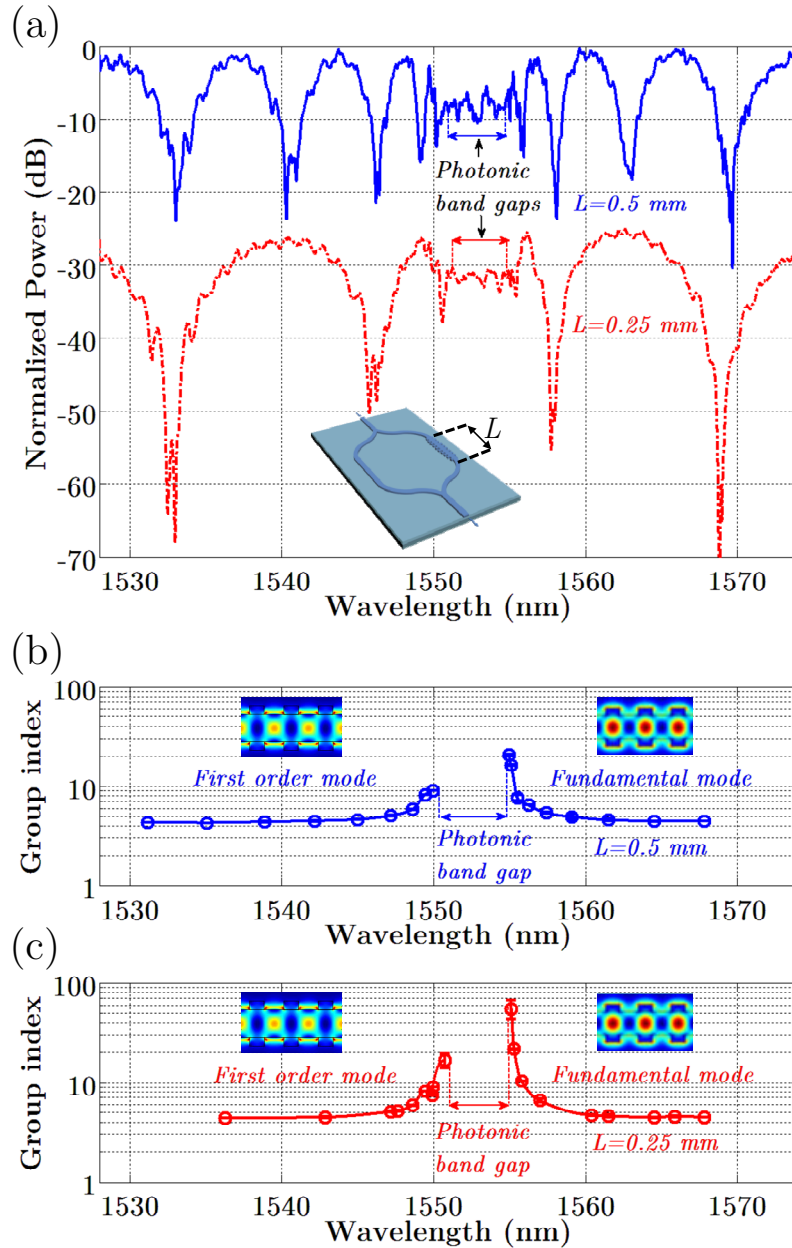 (a)
0
-10
-20
-30
-40
-50
-60
-70
Normalized Power (dB)
Photonic
band gaps
L=0.5 mm
L=0.25 mm
L
1530 1540 1550 1560 1570
Wavelength (nm)
(b)
100
10
1
Group index
First order mode
Fundamental mode
Photonic
band gap
L=0.5 mm
1530 1540 1550 1560 1570
Wavelength (nm)
(c)
100
10
1
Group index
First order mode
Fundamental mode
Photonic
band gap
L=0.25 mm
1530 1540 1550 1560 1570
Wavelength (nm)